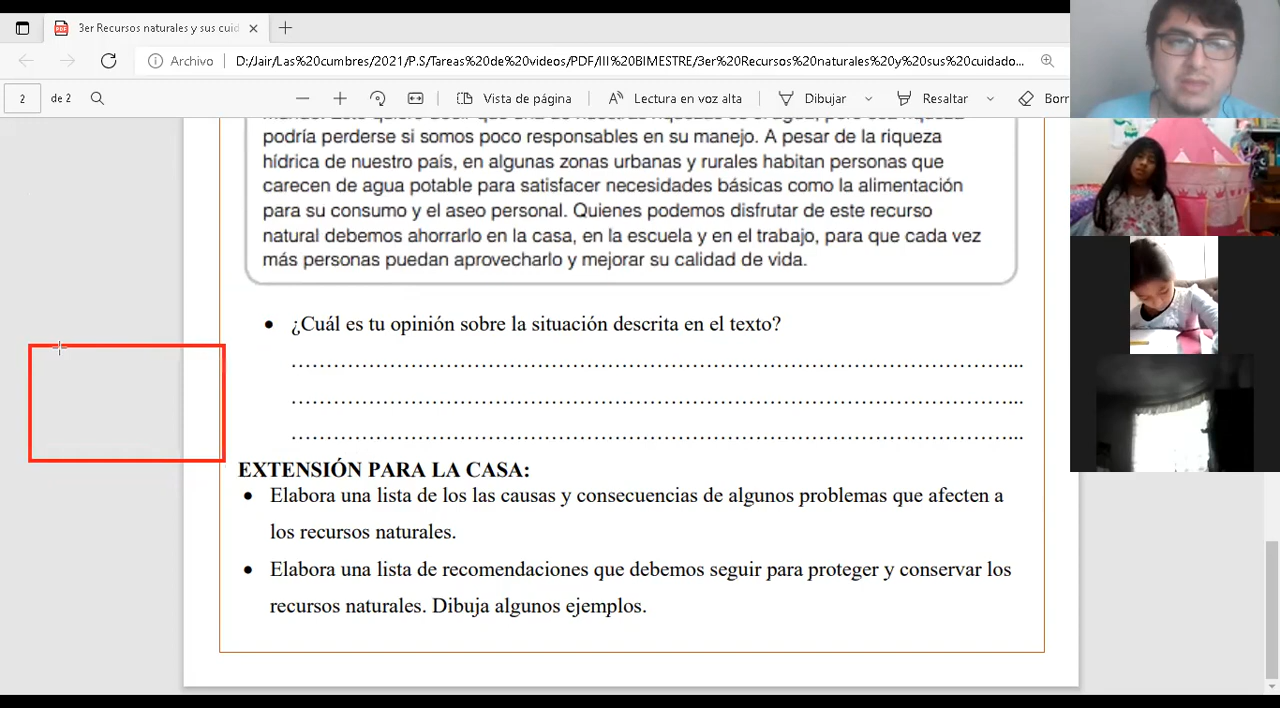 3er Recursos naturales y sus cuid
Archivo
D:/Jair/Las%20cumbres/2021/P.S/Tareas%20de%20videos/PDF/III%20BIMESTRE/3er%20Recursos%20naturales%20y%20sus%20cuidado...
2 de 2
Vista de página
Lectura en voz alta
Dibujar
Resaltar
Borr
podría perderse si somos poco responsables en su manejo. A pesar de la riqueza
hídrica de nuestro país, en algunas zonas urbanas y rurales habitan personas que
carecen de agua potable para satisfacer necesidades básicas como la alimentación
para su consumo y el aseo personal. Quienes podemos disfrutar de este recurso
natural debemos ahorrarlo en la casa, en la escuela y en el trabajo, para que cada vez
más personas puedan aprovecharlo y mejorar su calidad de vida.
• ¿Cuál es tu opinión sobre la situación descrita en el texto?
EXTENSIÓN PARA LA CASA:
• Elabora una lista de los las causas y consecuencias de algunos problemas que afecten a
los recursos naturales.
• Elabora una lista de recomendaciones que debemos seguir para proteger y conservar los
recursos naturales. Dibuja algunos ejemplos.